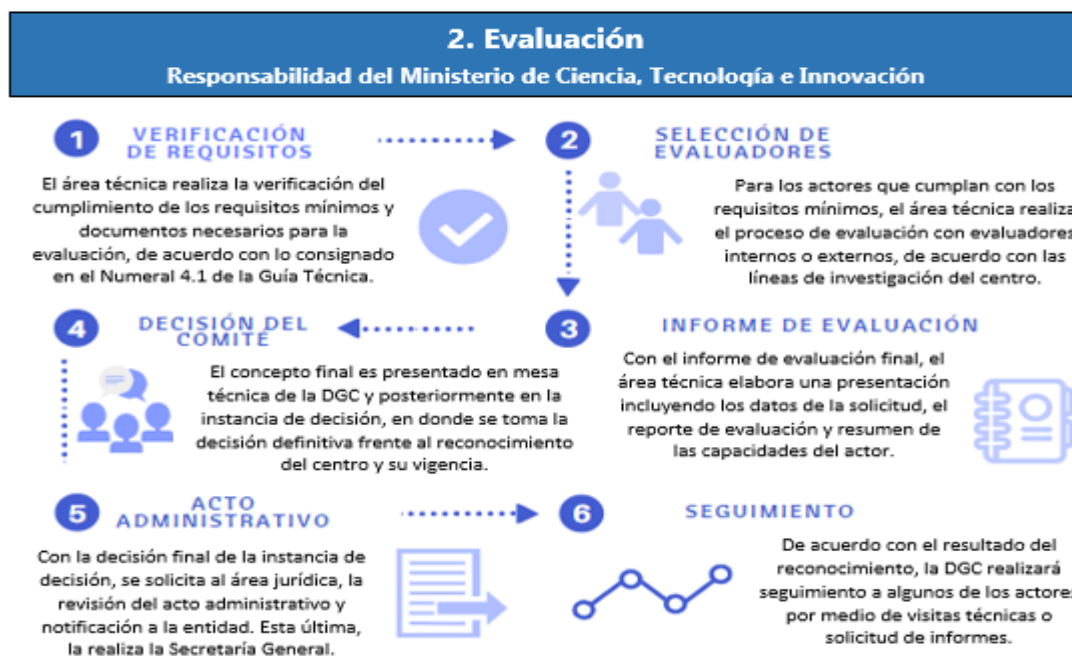 2. Evaluación
Responsabilidad del Ministerio de Ciencia, Tecnología e Innovación
1
VERIFICACIÓN
DE REQUISITOS
El área técnica realiza la verificación del
cumplimiento de los requisitos mínimos y
documentos necesarios para la
evaluación, de acuerdo con lo consignado
en el Numeral 4.1 de la Guía Técnica.
2
SELECCIÓN DE
EVALUADORES
Para los actores que cumplan con los
requisitos mínimos, el área técnica realiza
el proceso de evaluación con evaluadores
internos o externos, de acuerdo con las
líneas de investigación del centro.
3
INFORME DE EVALUACIÓN
Con el informe de evaluación final, el
área técnica elabora una presentación
incluyendo los datos de la solicitud, el
reporte de evaluación y resumen de
las capacidades del actor.
4
DECISIÓN DEL
COMITÉ
El concepto final es presentado en mesa
técnica de la DGC y posteriormente en la
instancia de decisión, en donde se toma la
decisión definitiva frente al reconocimiento
del centro y su vigencia.
5
ACTO
ADMINISTRATIVO
Con la decisión final de la instancia de
decisión, se solicita al área jurídica, la
revisión del acto administrativo y
notificación a la entidad. Esta última,
la realiza la Secretaría General.
6
SEGUIMIENTO
De acuerdo con el resultado del
reconocimiento, la DGC realizará
seguimiento a algunos de los actores
por medio de visitas técnicas o
solicitud de informes.